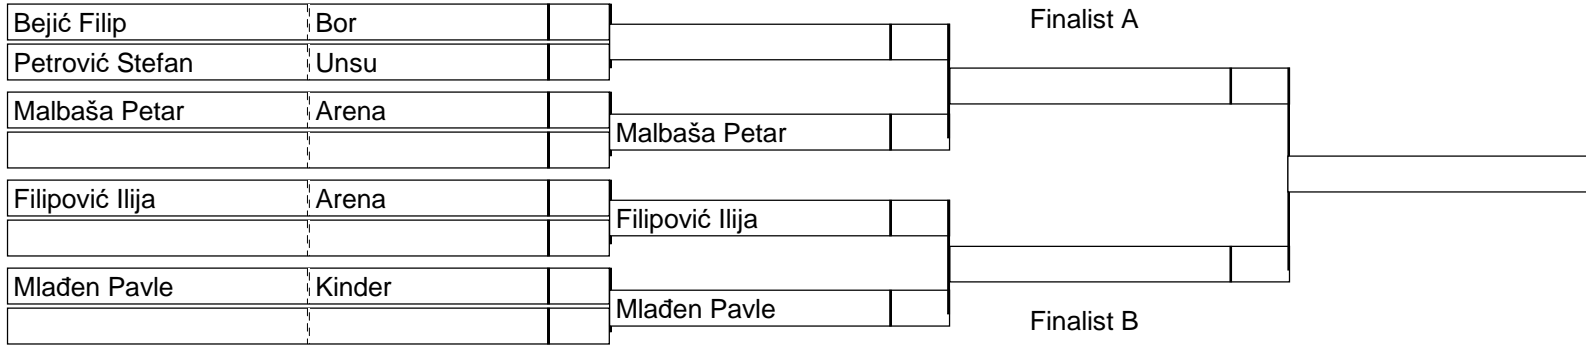 Bejić Filip Bor
Petrović Stefan Unsu
Malbaša Petar Arena
Filipović Ilija Arena
Mlađen Pavle Kinder
Malbaša Petar
Filipović Ilija
Mlađen Pavle
Finalist A
Finalist B